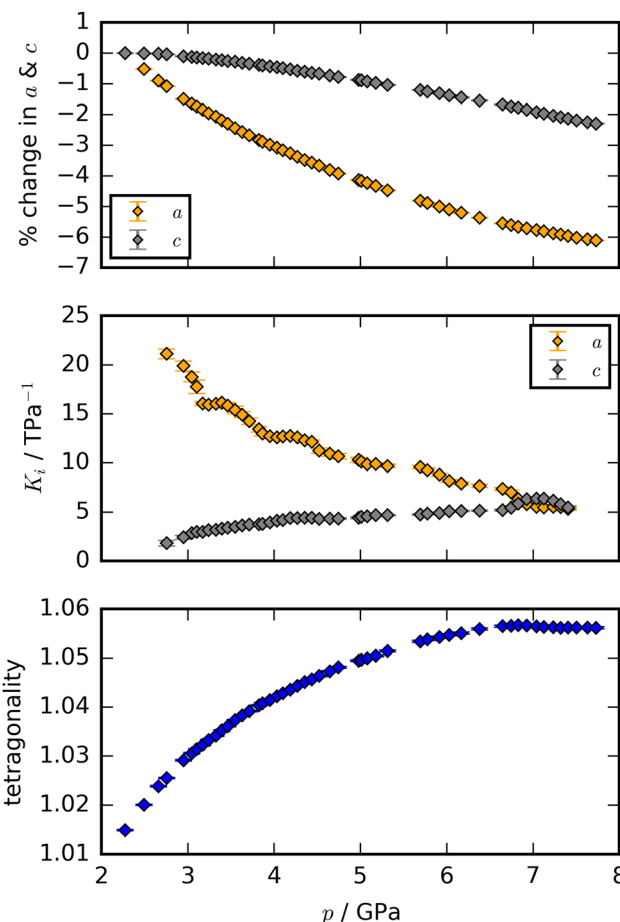 1
0
−1
−2
−3
−4
−5
−6
−7
% change in a & c
a
c
25
20
15
10
5
0
K_i / TPa⁻¹
a
c
1.06
1.05
1.04
1.03
1.02
1.01
tetragonality
2 3 4 5 6 7 8
p / GPa